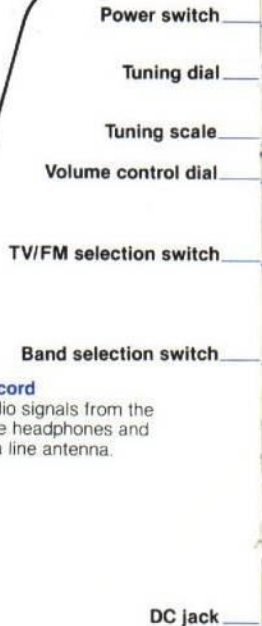 Power switch
Tuning dial
Tuning scale
Volume control dial
TV/FM selection switch
Band selection switch
cord
dio signals from the
e headphones and
line antenna.
DC jack